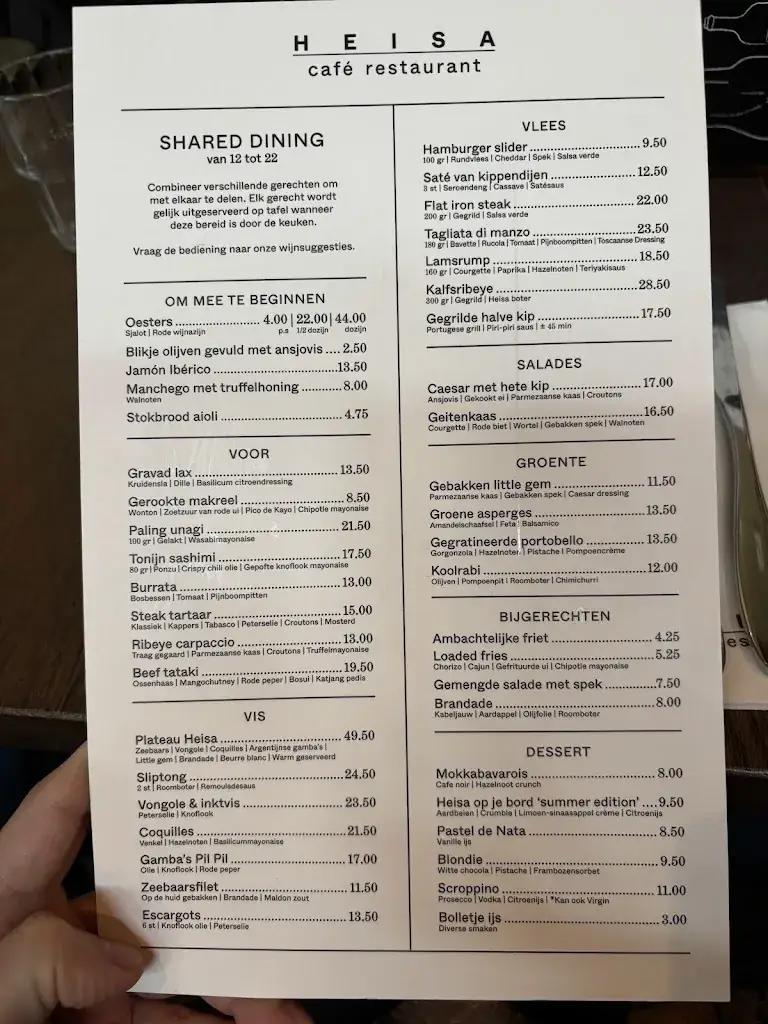 HEISA
café restaurant
SHARED DINING
van 12 tot 22
Combineer verschillende gerechten om
met elkaar te delen. Elk gerecht wordt
gelijk uitgeserveerd op tafel wanneer
deze bereid is door de keuken.
Vraag de bediening naar onze wijnsuggesties.
OM MEE TE BEGINNEN
Oesters ........................ 4.00 | 22.00 | 44.00
Sjalot | Rode wijnazijn p.s 1/2 dozijn dozijn
Blikje olijven gevuld met ansjovis .... 2.50
Jamón Ibérico ................................ 13.50
Manchego met truffelhoning ........... 8.00
Walnoten
Stokbrood aioli ................................ 4.75
VOOR
Gravad lax .................................... 13.50
Kruidensla | Dille | Basilicum citroendressing
Gerookte makreel .......................... 8.50
Wonton | Zoetzuur van rode ui | Pico de Kayo | Chipotle mayonaise
Paling unagi .................................. 21.50
100 gr | Gelakt | Wasabimayonaise
Tonijn sashimi ................................ 17.50
80 gr | Ponzu | Crispy chili olie | Gepofte knoflook mayonaise
Burrata .......................................... 13.00
Bosbessen | Tomaat | Pijnboompitten
Steak tartaar .................................. 15.00
Klassiek | Kappers | Tabasco | Peterselie | Croutons | Mosterd
Ribeye carpaccio ............................ 13.00
Traag gegaard | Parmezaanse kaas | Croutons | Truffelmayonaise
Beef tataki ..................................... 19.50
Ossenhaas | Mangochutney | Rode peper | Bosui | Katjang pedis
VIS
Plateau Heisa ................................ 49.50
Zeebaars | Vongole | Coquilles | Argentijnse gamba's |
Little gem | Brandade | Beurre blanc | Warm geserveerd
Sliptong ........................................ 24.50
2 st | Roomboter | Remouladesaus
Vongole & inktvis .......................... 23.50
Peterselie | Knoflook
Coquilles ....................................... 21.50
Venkel | Hazelnoten | Basilicummayonaise
Gamba's Pil Pil ............................... 17.00
Olie | Knoflook | Rode peper
Zeebaarsfilet ................................. 11.50
Op de huid gebakken | Brandade | Maldon zout
Escargots ...................................... 13.50
6 st | Knoflook olie | Peterselie
VLEES
Hamburger slider ........................... 9.50
100 gr | Rundvlees | Cheddar | Spek | Salsa verde
Saté van kippendijen ..................... 12.50
3 st | Seroendeng | Cassave | Satésaus
Flat iron steak ............................... 22.00
200 gr | Gegrild | Salsa verde
Tagliata di manzo ........................... 23.50
180 gr | Bavette | Rucola | Tomaat | Pijnboompitten | Toscaanse Dressing
Lamsrump ..................................... 18.50
160 gr | Courgette | Paprika | Hazelnoten | Teriyakisaus
Kalfsribeye .................................... 28.50
300 gr | Gegrild | Heisa boter
Gegrilde halve kip .......................... 17.50
Portugese grill | Piri-piri saus | ± 45 min
SALADES
Caesar met hete kip ....................... 17.00
Ansjovis | Gekookt ei | Parmezaanse kaas | Croutons
Geitenkaas .................................... 16.50
Courgette | Rode biet | Wortel | Gebakken spek | Walnoten
GROENTE
Gebakken little gem ....................... 11.50
Parmezaanse kaas | Gebakken spek | Caesar dressing
Groene asperges ............................ 13.50
Amandelschaafsel | Feta | Balsamico
Gegratineerde portobello ............... 13.50
Gorgonzola | Hazelnoten | Pistache | Pompoencrème
Koolrabi ........................................ 12.00
Olijven | Pompoenpit | Roomboter | Chimichurri
BIJGERECHTEN
Ambachtelijke friet ......................... 4.25
Loaded fries ................................... 5.25
Chorizo | Cajun | Gefrituurde ui | Chipotle mayonaise
Gemengde salade met spek ............ 7.50
Brandade ....................................... 8.00
Kabeljauw | Aardappel | Olijfolie | Roomboter
DESSERT
Mokkabavarois ............................... 8.00
Cafe noir | Hazelnoot crunch
Heisa op je bord 'summer edition' .... 9.50
Aardbeien | Crumble | Limoen-sinaasappel crème | Citroenijs
Pastel de Nata ................................ 8.50
Vanille ijs
Blondie .......................................... 9.50
Witte chocola | Pistache | Frambozensorbet
Scroppino ...................................... 11.00
Prosecco | Vodka | Citroenijs | *Kan ook Virgin
Bolletje ijs ...................................... 3.00
Diverse smaken